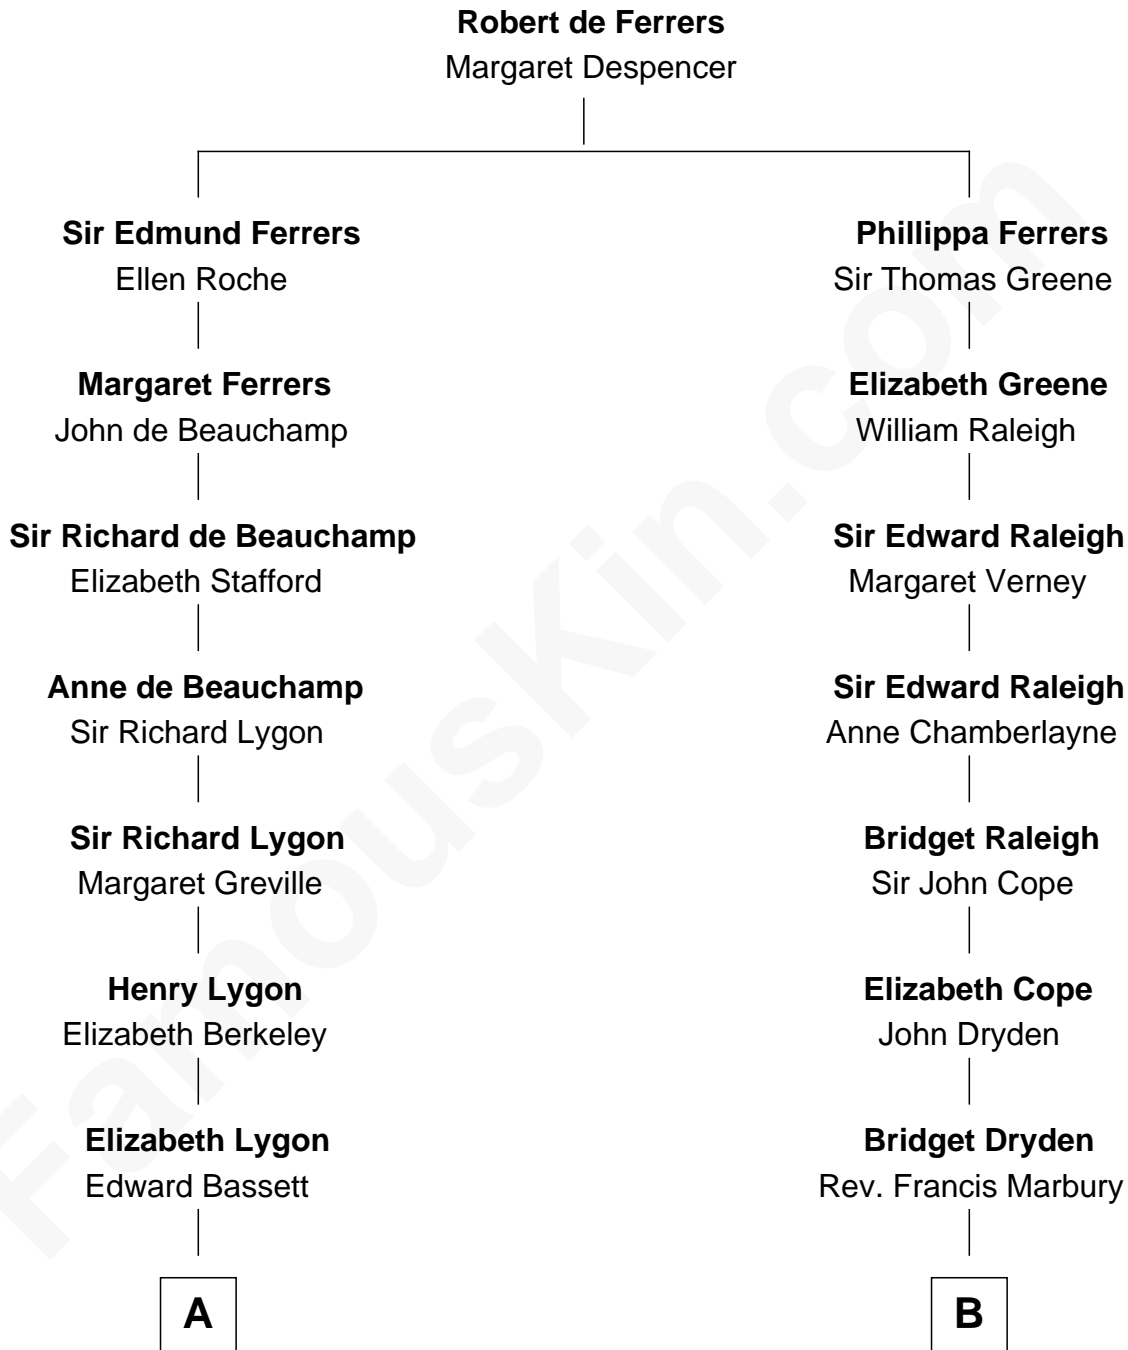 Robert de Ferrers
Margaret Despencer
Sir Edmund Ferrers
Ellen Roche
Phillippa Ferrers
Sir Thomas Greene
Margaret Ferrers
John de Beauchamp
Elizabeth Greene
William Raleigh
Sir Richard de Beauchamp
Elizabeth Stafford
Sir Edward Raleigh
Margaret Verney
Anne de Beauchamp
Sir Richard Lygon
Sir Edward Raleigh
Anne Chamberlayne
Sir Richard Lygon
Margaret Greville
Bridget Raleigh
Sir John Cope
Henry Lygon
Elizabeth Berkeley
Elizabeth Cope
John Dryden
Elizabeth Lygon
Edward Bassett
Bridget Dryden
Rev. Francis Marbury
A
B
FamousKin.com